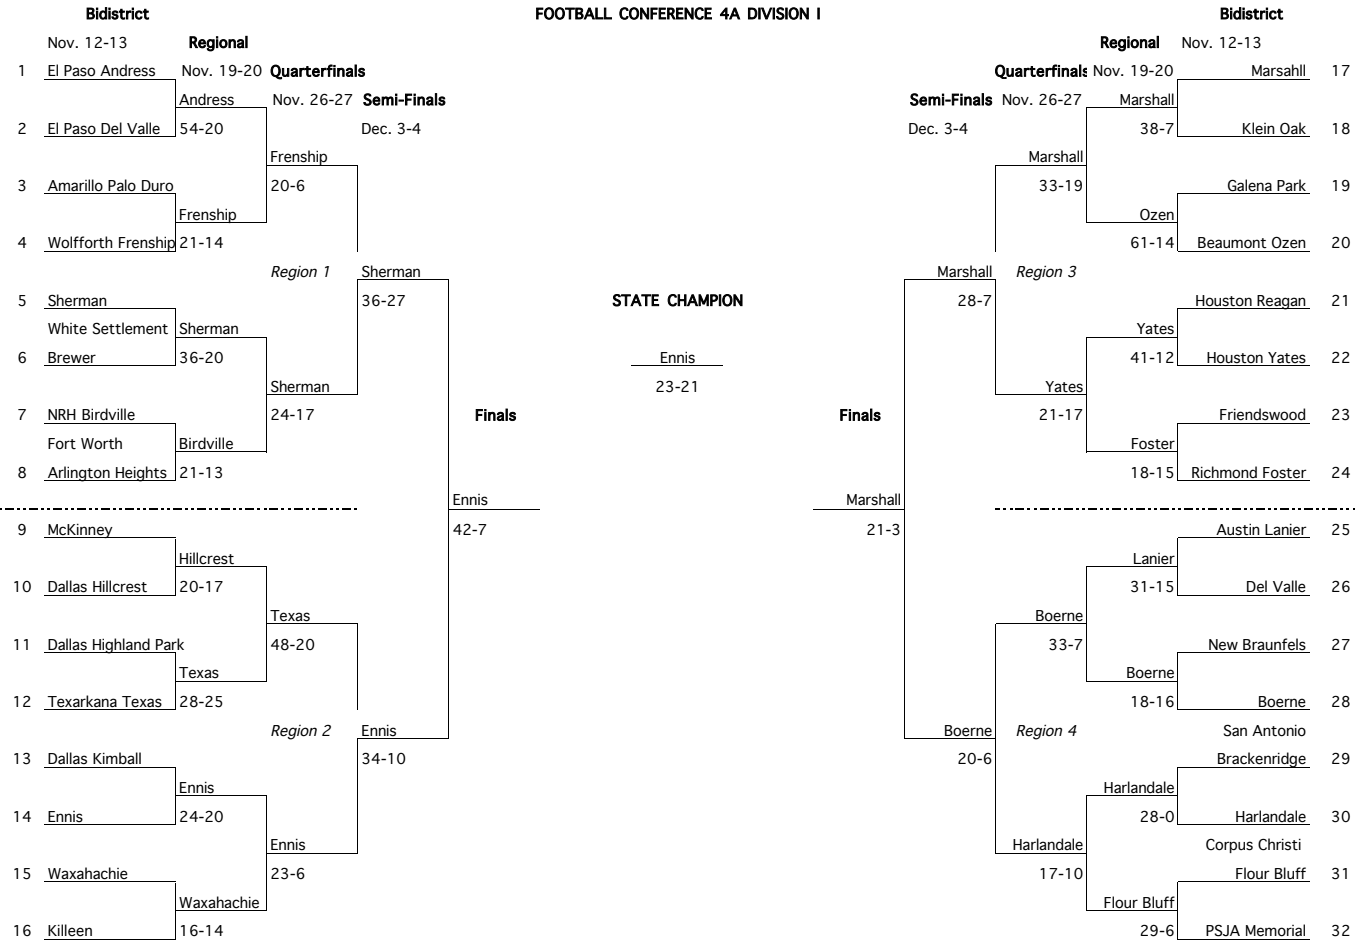 Bidistrict FOOTBALL CONFERENCE 4A DIVISION I Bidistrict
Nov. 12-13 Regional Regional Nov. 12-13
1 El Paso Andress Nov. 19-20 Quarterfinals Quarterfinals Nov. 19-20 Marsahll 17
Andress Nov. 26-27 Semi-Finals Semi-Finals Nov. 26-27 Marshall
2 El Paso Del Valle 54-20 Dec. 3-4 Dec. 3-4 38-7 Klein Oak 18
Frenship Marshall
3 Amarillo Palo Duro 20-6 33-19 Galena Park 19
Frenship Ozen
4 Wolfforth Frenship 21-14 61-14 Beaumont Ozen 20
Region 1 Sherman Marshall Region 3
5 Sherman 36-27 STATE CHAMPION 28-7 Houston Reagan 21
White Settlement Sherman Yates
6 Brewer 36-20 Ennis 41-12 Houston Yates 22
Sherman 23-21 Yates
7 NRH Birdville 24-17 Finals Finals 21-17 Friendswood 23
Fort Worth Birdville Foster
8 Arlington Heights 21-13 18-15 Richmond Foster 24
Ennis Marshall
9 McKinney 42-7 21-3 Austin Lanier 25
Hillcrest Lanier
10 Dallas Hillcrest 20-17 31-15 Del Valle 26
Texas Boerne
11 Dallas Highland Park 48-20 33-7 New Braunfels 27
Texas Boerne
12 Texarkana Texas 28-25 18-16 Boerne 28
Region 2 Ennis Boerne Region 4 San Antonio
13 Dallas Kimball 34-10 20-6 Brackenridge 29
Ennis Harlandale
14 Ennis 24-20 28-0 Harlandale 30
Ennis Harlandale Corpus Christi
15 Waxahachie 23-6 17-10 Flour Bluff 31
Waxahachie Flour Bluff
16 Killeen 16-14 29-6 PSJA Memorial 32